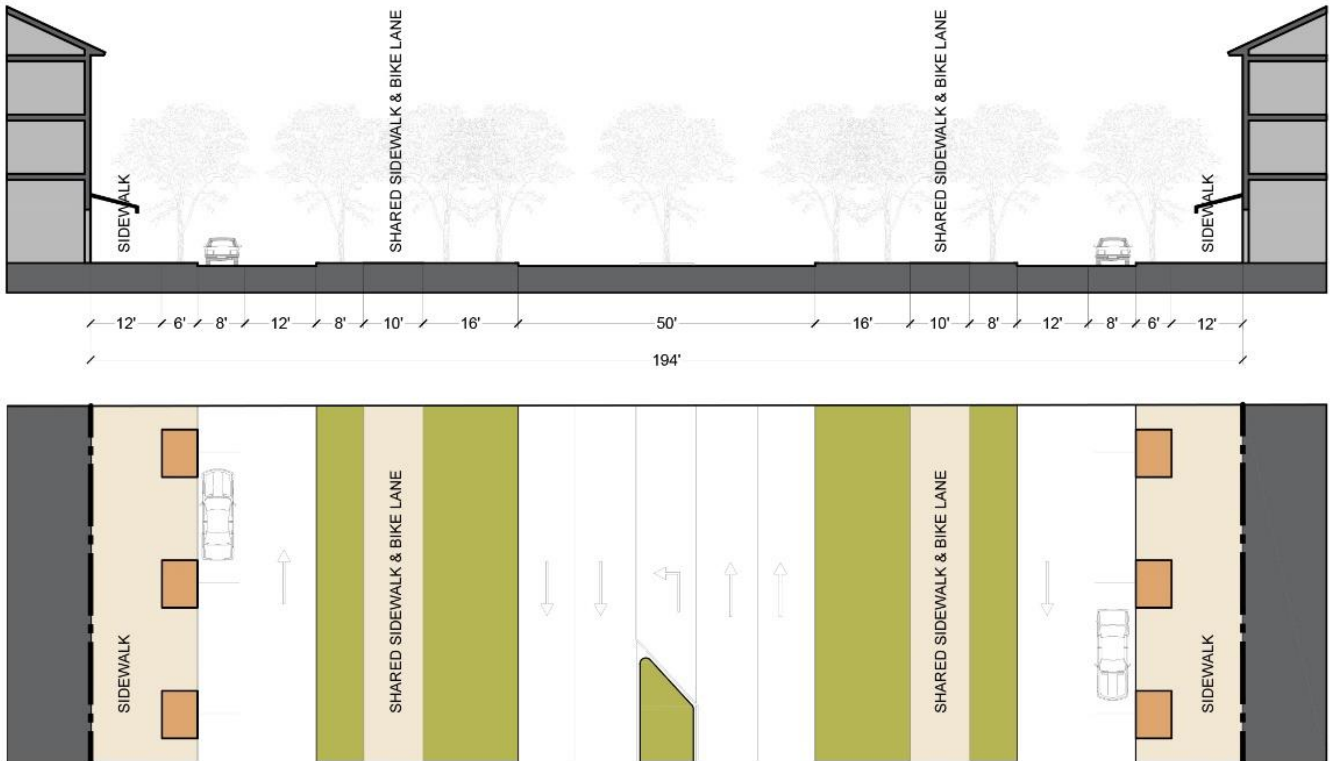 SHARED SIDEWALK & BIKE LANE
SHARED SIDEWALK & BIKE LANE
SIDEWALK
SIDEWALK
12' 6' 8' 12' 8' 10' 16' 50' 16' 10' 8' 12' 8' 6' 12'
194'
SHARED SIDEWALK & BIKE LANE
SHARED SIDEWALK & BIKE LANE
SIDEWALK
SIDEWALK